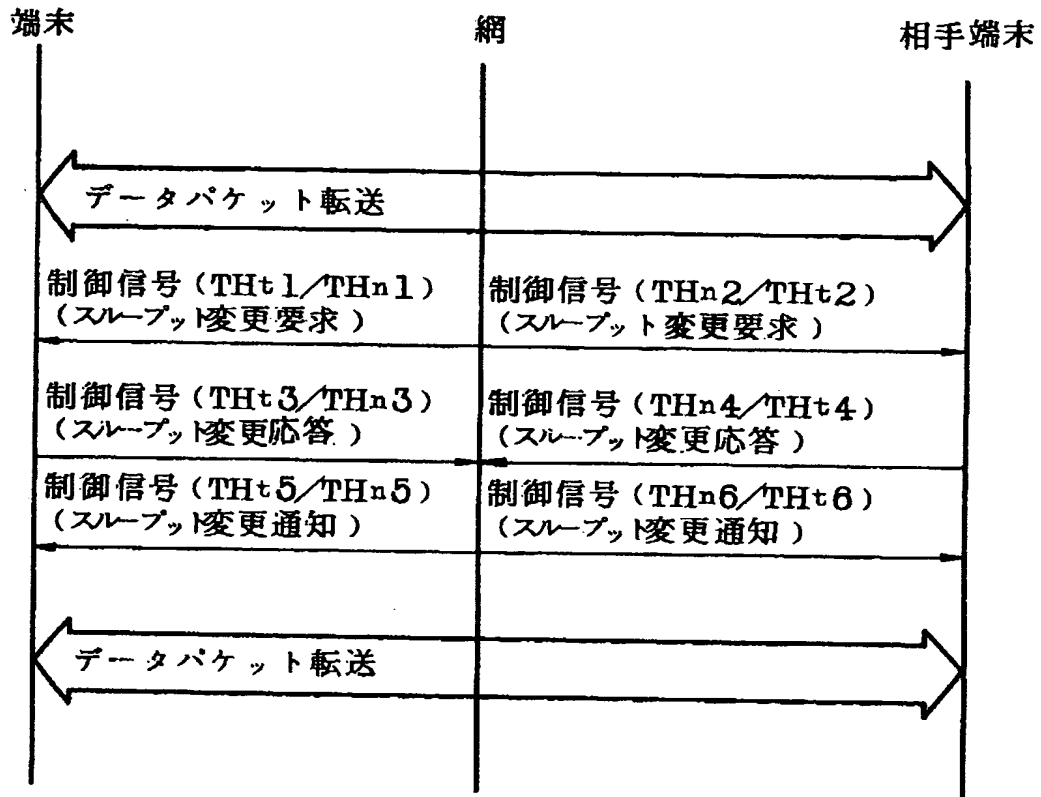 端末
網
相手端末
データパケット転送
制御信号（THt1/THn1）
（スループット変更要求）
制御信号（THn2/THt2）
（スループット変更要求）
制御信号（THt3/THn3）
（スループット変更応答）
制御信号（THn4/THt4）
（スループット変更応答）
制御信号（THt5/THn5）
（スループット変更通知）
制御信号（THn6/THt6）
（スループット変更通知）
データパケット転送